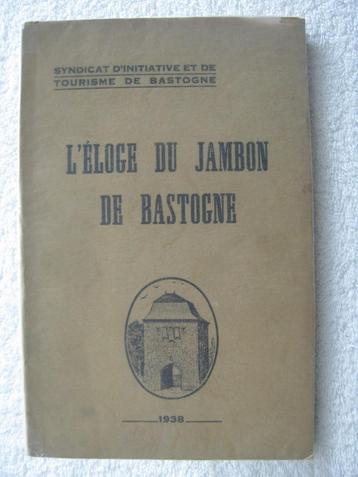 SYNDICAT D'INITIATIVE ET DE
TOURISME DE BASTOGNE
L'ÉLOGE DU JAMBON
DE BASTOGNE
1938